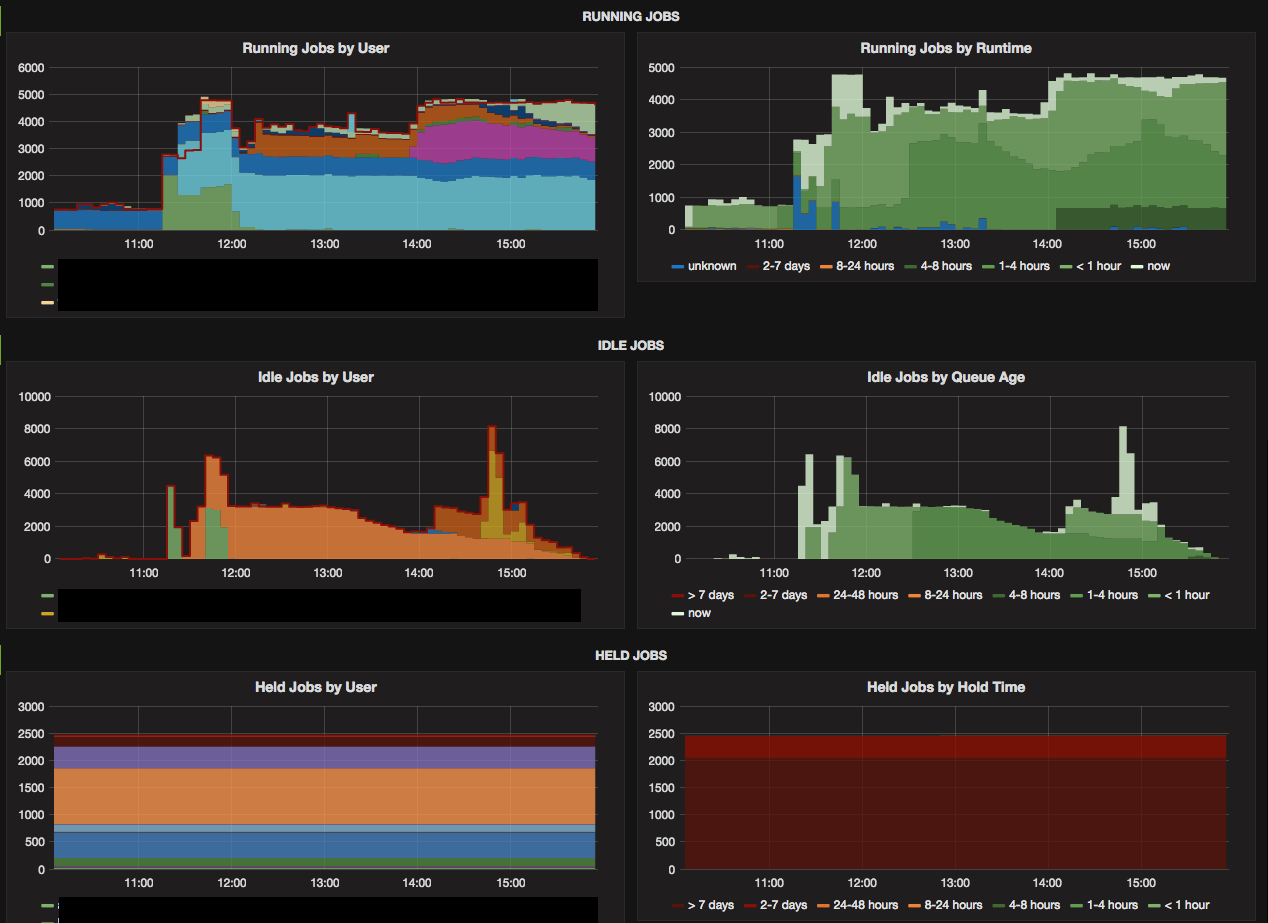 RUNNING JOBS
Running Jobs by User
6000
5000
4000
3000
2000
1000
0
11:00 12:00 13:00 14:00 15:00
Running Jobs by Runtime
5000
4000
3000
2000
1000
0
11:00 12:00 13:00 14:00 15:00
unknown 2-7 days 8-24 hours 4-8 hours 1-4 hours < 1 hour now
IDLE JOBS
Idle Jobs by User
10000
8000
6000
4000
2000
0
11:00 12:00 13:00 14:00 15:00
Idle Jobs by Queue Age
10000
8000
6000
4000
2000
0
11:00 12:00 13:00 14:00 15:00
> 7 days 2-7 days 24-48 hours 8-24 hours 4-8 hours 1-4 hours < 1 hour
now
HELD JOBS
Held Jobs by User
3000
2500
2000
1500
1000
500
0
11:00 12:00 13:00 14:00 15:00
Held Jobs by Hold Time
3000
2500
2000
1500
1000
500
0
11:00 12:00 13:00 14:00 15:00
> 7 days 2-7 days 24-48 hours 8-24 hours 4-8 hours 1-4 hours < 1 hour